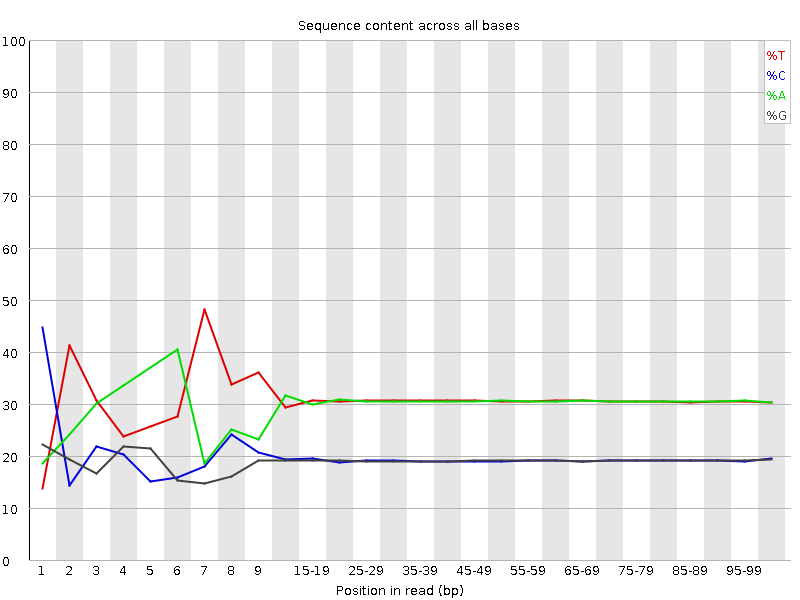 Sequence content across all bases
100
90
80
70
60
50
40
30
20
10
0
%T
%C
%A
%G
1 2 3 4 5 6 7 8 9 15-19 25-29 35-39 45-49 55-59 65-69 75-79 85-89 95-99
Position in read (bp)